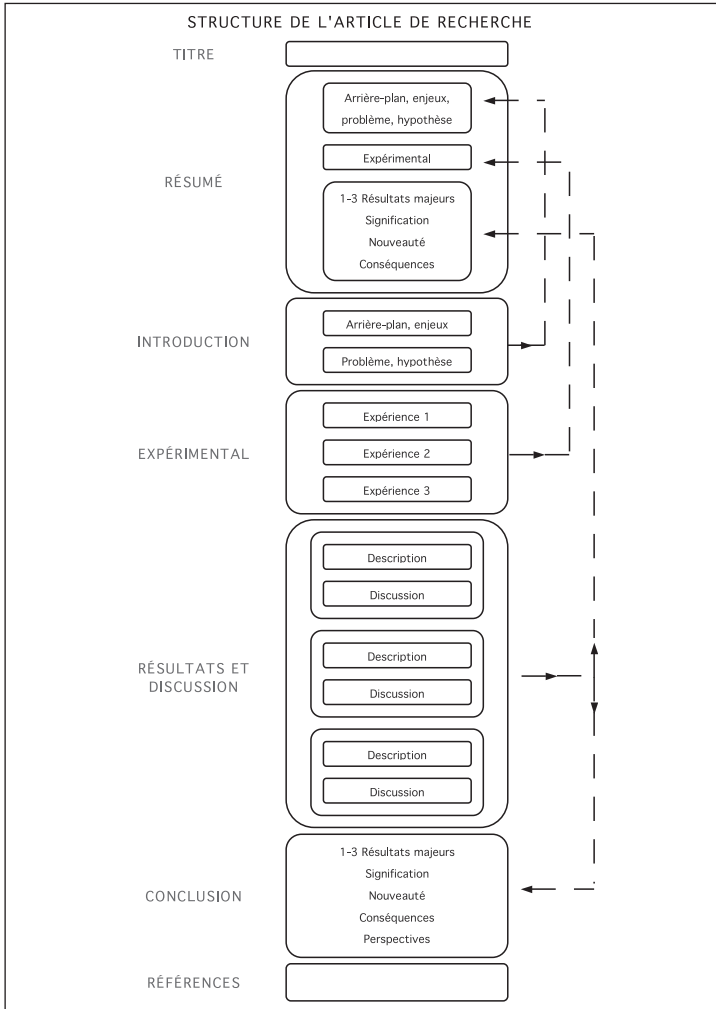 STRUCTURE DE L'ARTICLE DE RECHERCHE
TITRE
RÉSUMÉ
Arrière-plan, enjeux,
problème, hypothèse
Expérimental
1-3 Résultats majeurs
Signification
Nouveauté
Conséquences
INTRODUCTION
Arrière-plan, enjeux
Problème, hypothèse
EXPÉRIMENTAL
Expérience 1
Expérience 2
Expérience 3
RÉSULTATS ET
DISCUSSION
Description
Discussion
Description
Discussion
Description
Discussion
CONCLUSION
1-3 Résultats majeurs
Signification
Nouveauté
Conséquences
Perspectives
RÉFÉRENCES